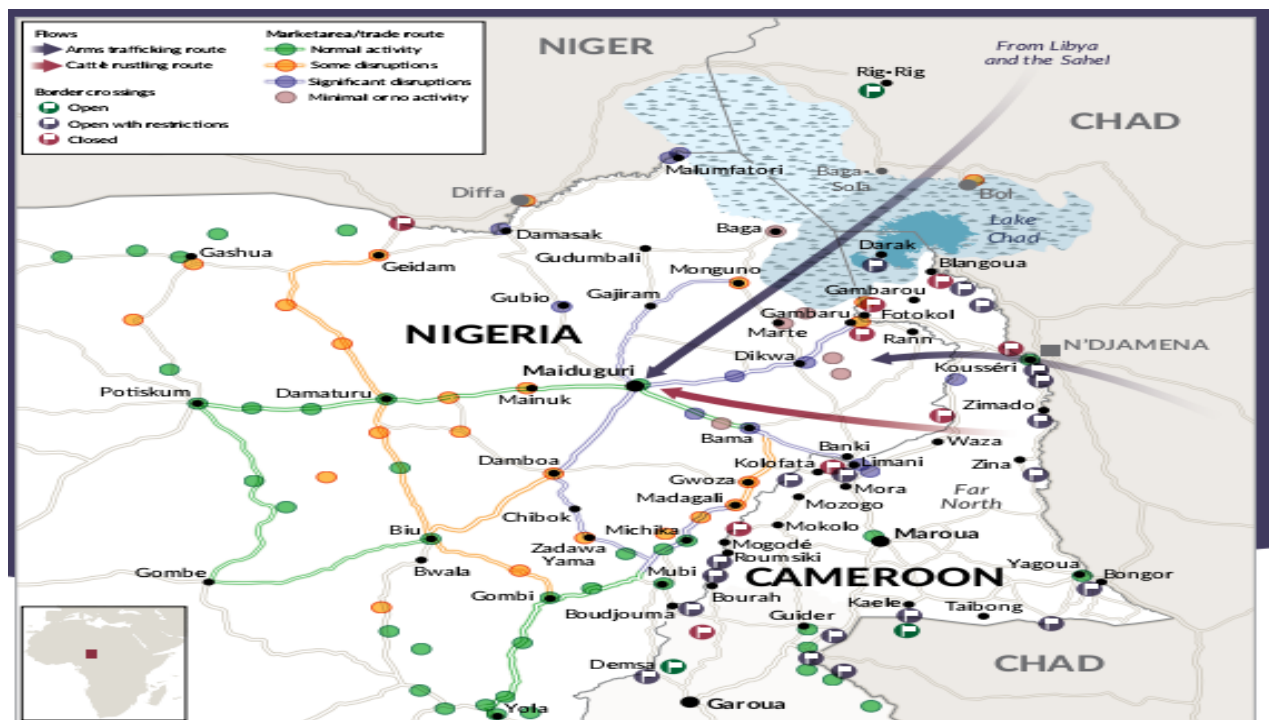 Flows
Arms trafficking route
Cattle rustling route
Border crossings
Open
Open with restrictions
Closed
Marketarea/trade route
Normal activity
Some disruptions
Significant disruptions
Minimal or no activity
NIGER
From Libya
and the Sahel
Rig-Rig
CHAD
Malumfatori
Baga-
Sola
Bol
Diffa
Lake
Chad
Damasak
Baga
Darak
Gashua
Geidam
Gudumbali
Monguno
Blangoua
Gubio
Gajiram
Gambarou
Gambaru
Fotokol
NIGERIA
Marte
Rann
N'DJAMENA
Dikwa
Maiduguri
Kousséri
Potiskum
Damaturu
Mainuk
Zimado
Bama
Banki
Waza
Damboa
Kolofata
Limani
Zina
Gwoza
Mora
Madagali
Mozogo
Far
North
Chibok
Michika
Mokolo
Biu
Maroua
Zadawa
Yama
Mogodé
Roumsiki
Bwala
Gombe
Mubi
CAMEROON
Yagoua
Bongor
Gombi
Bourah
Boudjouma
Kaele
Taibong
Guider
Demsa
CHAD
Yola
Garoua